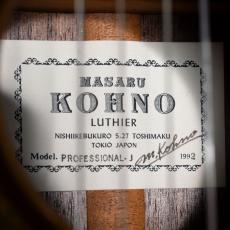 MASARU
KOHNO
LUTHIER
NISHIIKEBUKURO 5-27 TOSHIMAKU
TOKIO JAPON
Model. PROFESSIONAL-J M. Kohno 1992